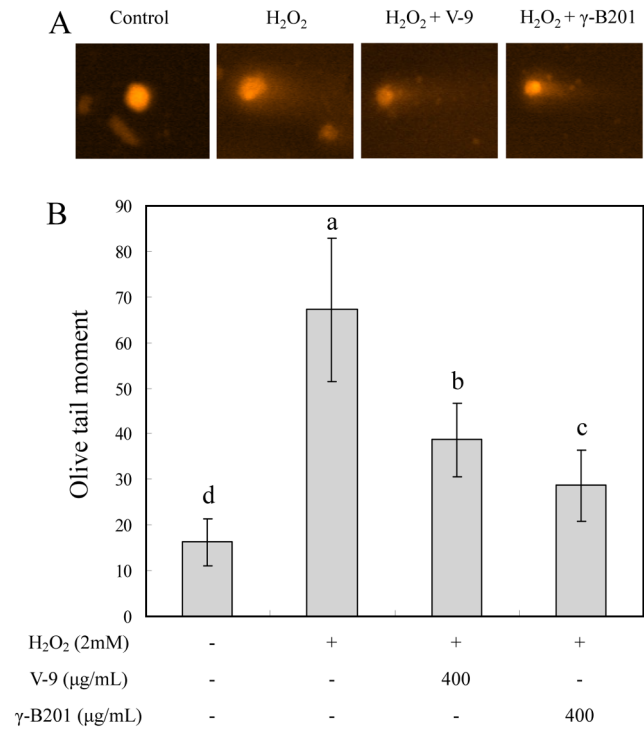 A
Control H₂O₂ H₂O₂ + V-9 H₂O₂ + γ-B201
B
Olive tail moment
90
80
70
60
50
40
30
20
10
0
d a b c
H₂O₂ (2mM) - + + +
V-9 (μg/mL) - - 400 -
γ-B201 (μg/mL) - - - 400